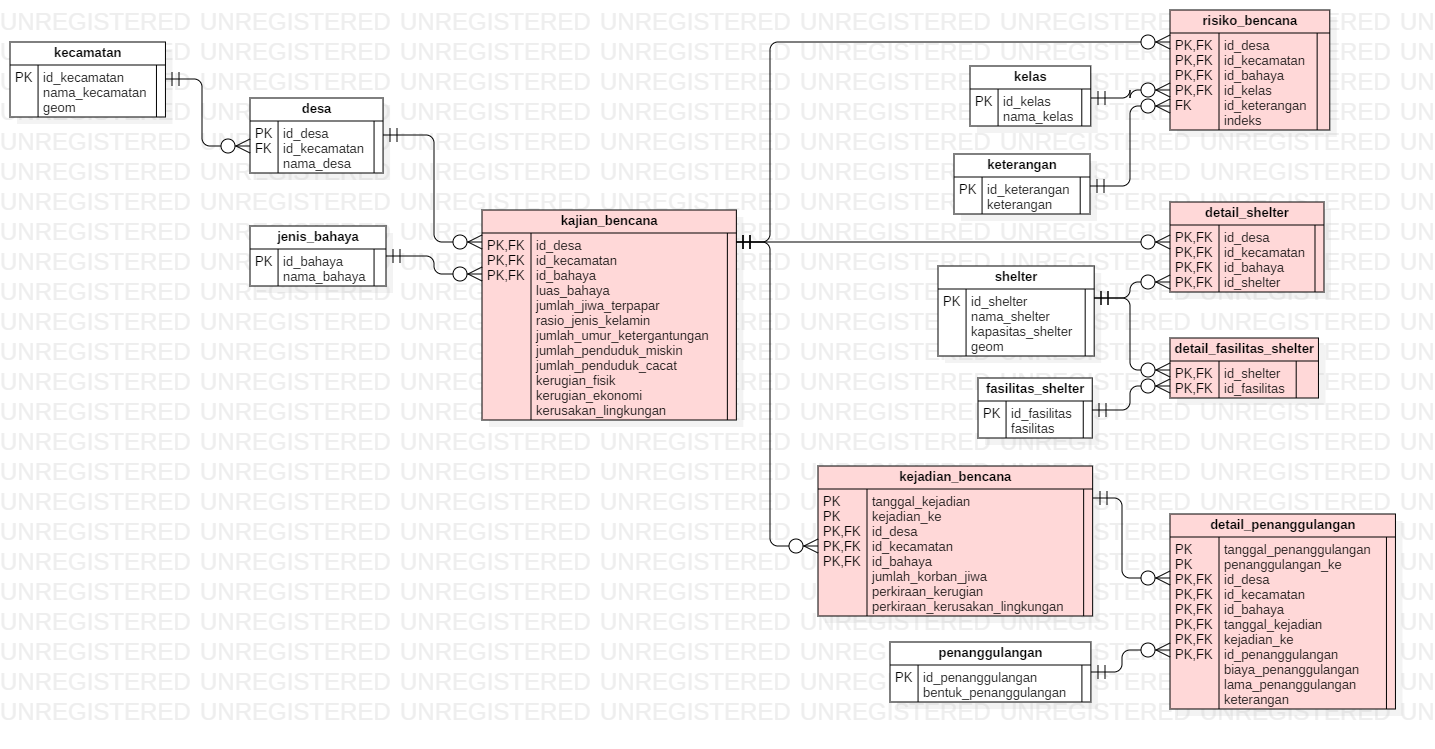 kecamatan
PK id_kecamatan
nama_kecamatan
geom
desa
PK id_desa
FK id_kecamatan
nama_desa
jenis_bahaya
PK id_bahaya
nama_bahaya
kajian_bencana
PK,FK id_desa
PK,FK id_kecamatan
PK,FK id_bahaya
luas_bahaya
jumlah_jiwa_terpapar
rasio_jenis_kelamin
jumlah_umur_ketergantungan
jumlah_penduduk_miskin
jumlah_penduduk_cacat
kerugian_fisik
kerugian_ekonomi
kerusakan_lingkungan
risiko_bencana
PK,FK id_desa
PK,FK id_kecamatan
PK,FK id_bahaya
PK,FK id_kelas
FK id_keterangan
indeks
kelas
PK id_kelas
nama_kelas
keterangan
PK id_keterangan
keterangan
detail_shelter
PK,FK id_desa
PK,FK id_kecamatan
PK,FK id_bahaya
PK,FK id_shelter
shelter
PK id_shelter
nama_shelter
kapasitas_shelter
geom
detail_fasilitas_shelter
PK,FK id_shelter
PK,FK id_fasilitas
fasilitas_shelter
PK id_fasilitas
fasilitas
kejadian_bencana
PK tanggal_kejadian
PK kejadian_ke
PK,FK id_desa
PK,FK id_kecamatan
PK,FK id_bahaya
jumlah_korban_jiwa
perkiraan_kerugian
perkiraan_kerusakan_lingkungan
detail_penanggulangan
PK tanggal_penanggulangan
PK penanggulangan_ke
PK,FK id_desa
PK,FK id_kecamatan
PK,FK id_bahaya
PK,FK tanggal_kejadian
PK,FK kejadian_ke
PK,FK id_penanggulangan
biaya_penanggulangan
lama_penanggulangan
keterangan
penanggulangan
PK id_penanggulangan
bentuk_penanggulangan
UNREGISTERED